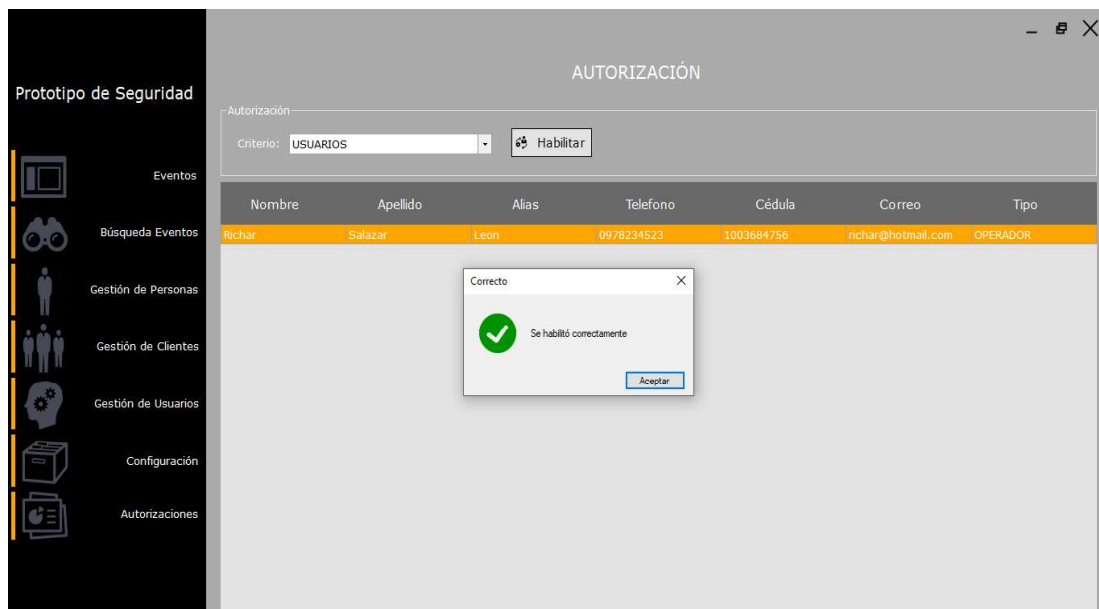 Prototipo de Seguridad
Eventos
Búsqueda Eventos
Gestión de Personas
Gestión de Clientes
Gestión de Usuarios
Configuración
Autorizaciones
AUTORIZACIÓN
Autorización
Criterio: USUARIOS Habilitar
Nombre Apellido Alias Telefono Cédula Correo Tipo
Richar Salazar Leon 0978234523 1003684756 richar@hotmail.com OPERADOR
Correcto
Se habilitó correctamente
Aceptar